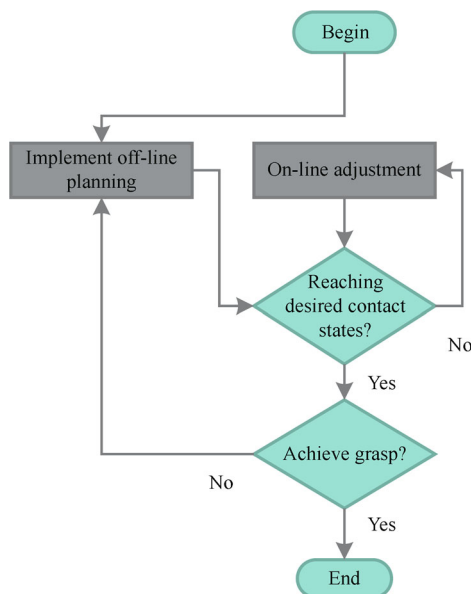 Begin
Implement off-line
planning
On-line adjustment
Reaching
desired contact
states?
No
Yes
Achieve grasp?
No
Yes
End